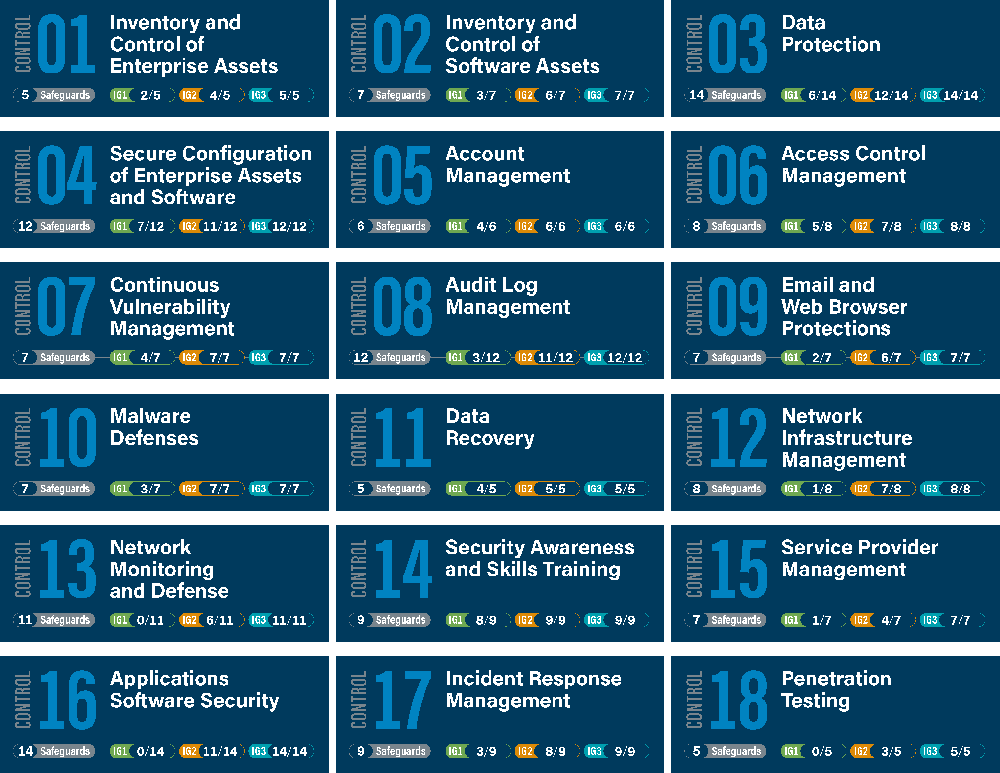 CONTROL
01
Inventory and
Control of
Enterprise Assets
5 Safeguards IG1 2/5 IG2 4/5 IG3 5/5
CONTROL
02
Inventory and
Control of
Software Assets
7 Safeguards IG1 3/7 IG2 6/7 IG3 7/7
CONTROL
03
Data
Protection
14 Safeguards IG1 6/14 IG2 12/14 IG3 14/14
CONTROL
04
Secure Configuration
of Enterprise Assets
and Software
12 Safeguards IG1 7/12 IG2 11/12 IG3 12/12
CONTROL
05
Account
Management
6 Safeguards IG1 4/6 IG2 6/6 IG3 6/6
CONTROL
06
Access Control
Management
8 Safeguards IG1 5/8 IG2 7/8 IG3 8/8
CONTROL
07
Continuous
Vulnerability
Management
7 Safeguards IG1 4/7 IG2 7/7 IG3 7/7
CONTROL
08
Audit Log
Management
12 Safeguards IG1 3/12 IG2 11/12 IG3 12/12
CONTROL
09
Email and
Web Browser
Protections
7 Safeguards IG1 2/7 IG2 6/7 IG3 7/7
CONTROL
10
Malware
Defenses
7 Safeguards IG1 3/7 IG2 7/7 IG3 7/7
CONTROL
11
Data
Recovery
5 Safeguards IG1 4/5 IG2 5/5 IG3 5/5
CONTROL
12
Network
Infrastructure
Management
8 Safeguards IG1 1/8 IG2 7/8 IG3 8/8
CONTROL
13
Network
Monitoring
and Defense
11 Safeguards IG1 0/11 IG2 6/11 IG3 11/11
CONTROL
14
Security Awareness
and Skills Training
9 Safeguards IG1 8/9 IG2 9/9 IG3 9/9
CONTROL
15
Service Provider
Management
7 Safeguards IG1 1/7 IG2 4/7 IG3 7/7
CONTROL
16
Applications
Software Security
14 Safeguards IG1 0/14 IG2 11/14 IG3 14/14
CONTROL
17
Incident Response
Management
9 Safeguards IG1 3/9 IG2 8/9 IG3 9/9
CONTROL
18
Penetration
Testing
5 Safeguards IG1 0/5 IG2 3/5 IG3 5/5